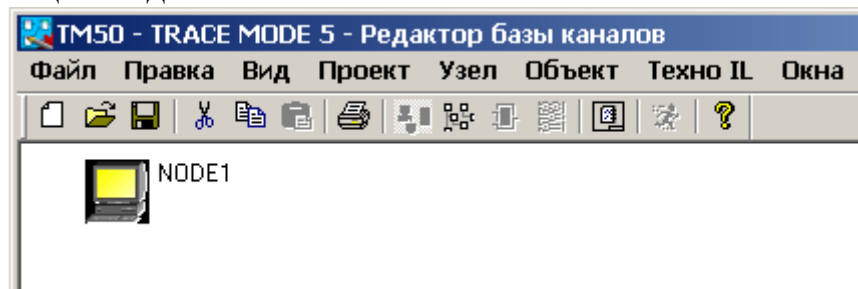 TM50 - TRACE MODE 5 - Редактор базы каналов
Файл Правка Вид Проект Узел Объект Техно IL Окна
NODE1